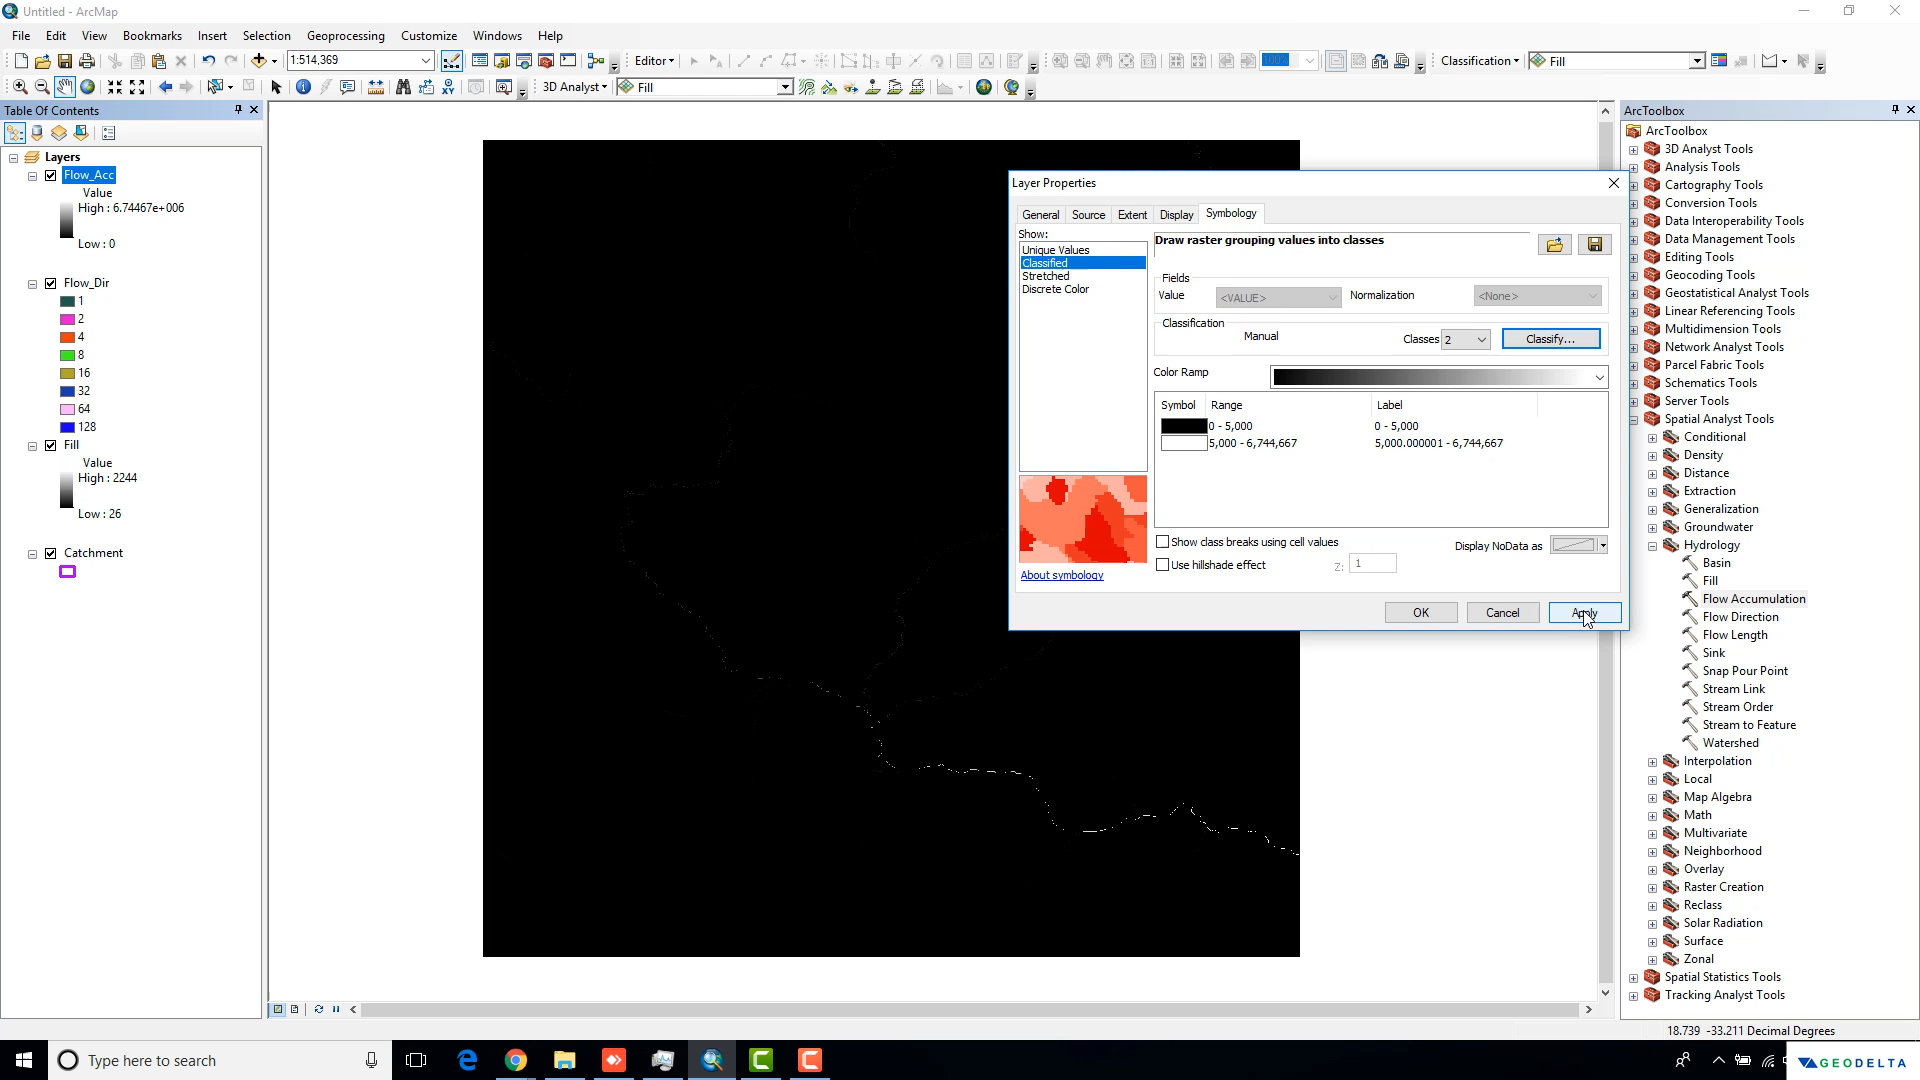 Untitled - ArcMap
File Edit View Bookmarks Insert Selection Geoprocessing Customize Windows Help
1:514,369 Editor 100% Classification Fill
3D Analyst Fill
Table Of Contents
Layers
Flow_Acc
Value
High : 6.74467e+006
Low : 0
Flow_Dir
1
2
4
8
16
32
64
128
Fill
Value
High : 2244
Low : 26
Catchment
Layer Properties
General Source Extent Display Symbology
Show:
Unique Values
Classified
Stretched
Discrete Color
About symbology
Draw raster grouping values into classes
Fields
Value <VALUE> Normalization <None>
Classification
Manual Classes 2 Classify...
Color Ramp
Symbol Range Label
0 - 5,000 0 - 5,000
5,000 - 6,744,667 5,000.000001 - 6,744,667
Show class breaks using cell values Display NoData as
Use hillshade effect Z: 1
OK Cancel Apply
ArcToolbox
ArcToolbox
3D Analyst Tools
Analysis Tools
Cartography Tools
Conversion Tools
Data Interoperability Tools
Data Management Tools
Editing Tools
Geocoding Tools
Geostatistical Analyst Tools
Linear Referencing Tools
Multidimension Tools
Network Analyst Tools
Parcel Fabric Tools
Schematics Tools
Server Tools
Spatial Analyst Tools
Conditional
Density
Distance
Extraction
Generalization
Groundwater
Hydrology
Basin
Fill
Flow Accumulation
Flow Direction
Flow Length
Sink
Snap Pour Point
Stream Link
Stream Order
Stream to Feature
Watershed
Interpolation
Local
Map Algebra
Math
Multivariate
Neighborhood
Overlay
Raster Creation
Reclass
Solar Radiation
Surface
Zonal
Spatial Statistics Tools
Tracking Analyst Tools
18.739 -33.211 Decimal Degrees
Type here to search
GEODELTA